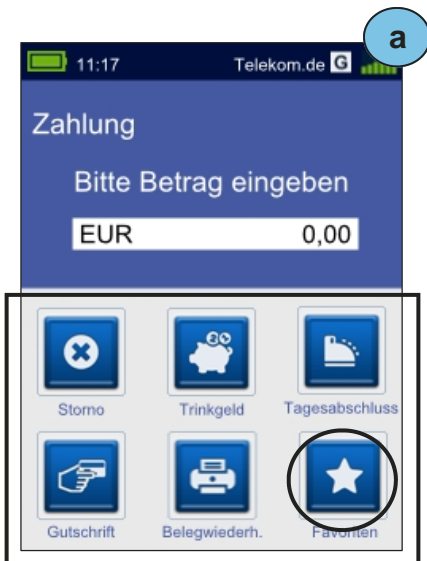 a
11:17 Telekom.de G
Zahlung
Bitte Betrag eingeben
EUR 0,00
Storno Trinkgeld Tagesabschluss
Gutschrift Belegwiederh. Favoriten